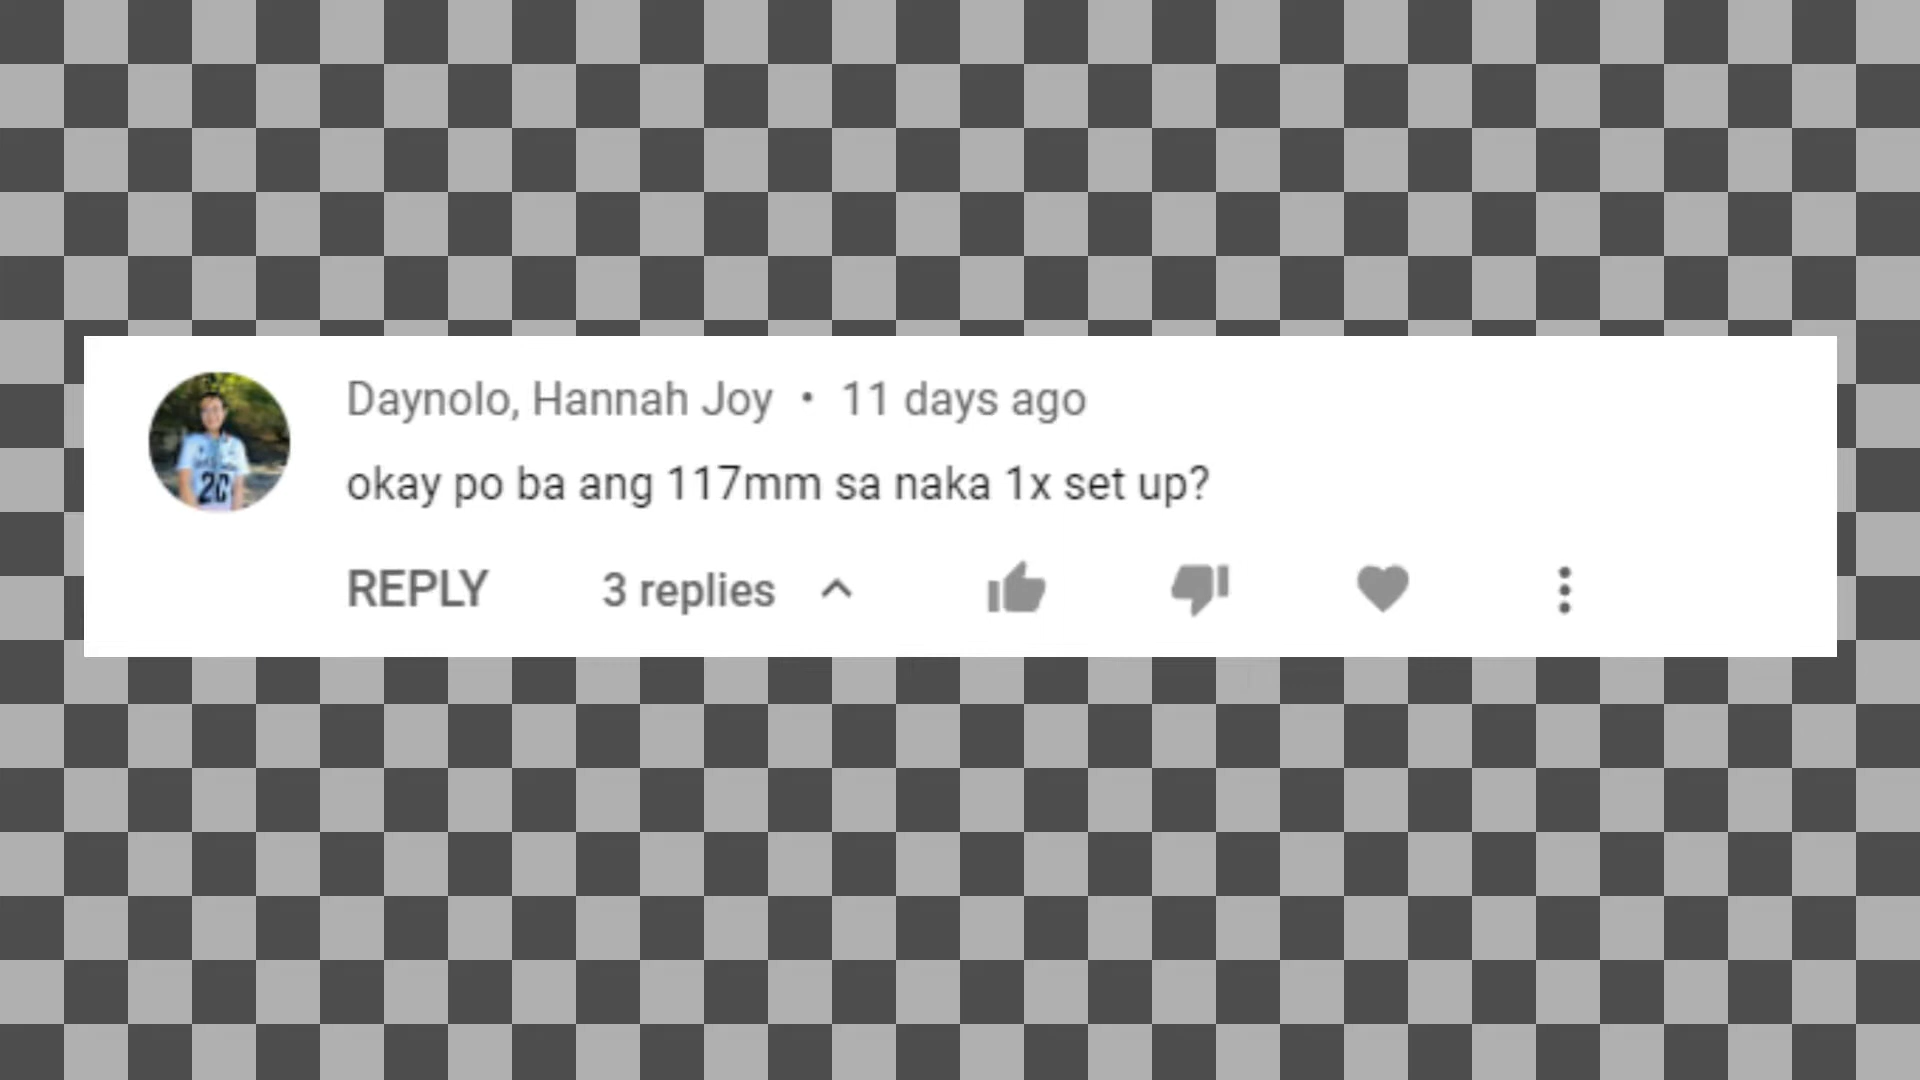 Daynolo, Hannah Joy • 11 days ago
okay po ba ang 117mm sa naka 1x set up?
REPLY 3 replies
20